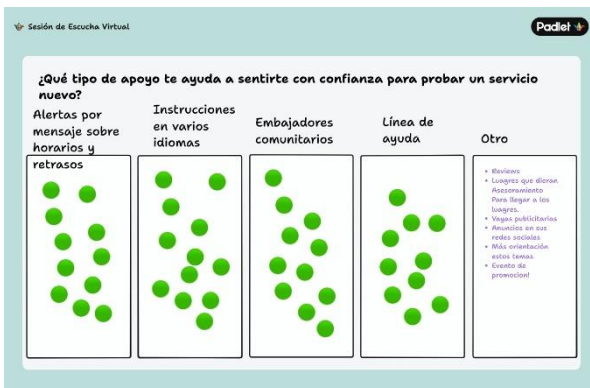 Sesión de Escucha Virtual
Padlet
¿Qué tipo de apoyo te ayuda a sentirte con confianza para probar un servicio
nuevo?
Alertas por
mensaje sobre
horarios y
retrasos
Instrucciones
en varios
idiomas
Embajadores
comunitarios
Línea de
ayuda
Otro
Reviews
Luagres que dieran
Asesoramiento
Para llegar a los
luagres.
Vayas publicitarias
Anuncios en sus
redes sociales
Más orientación
estos temas
Evento de
promocion!